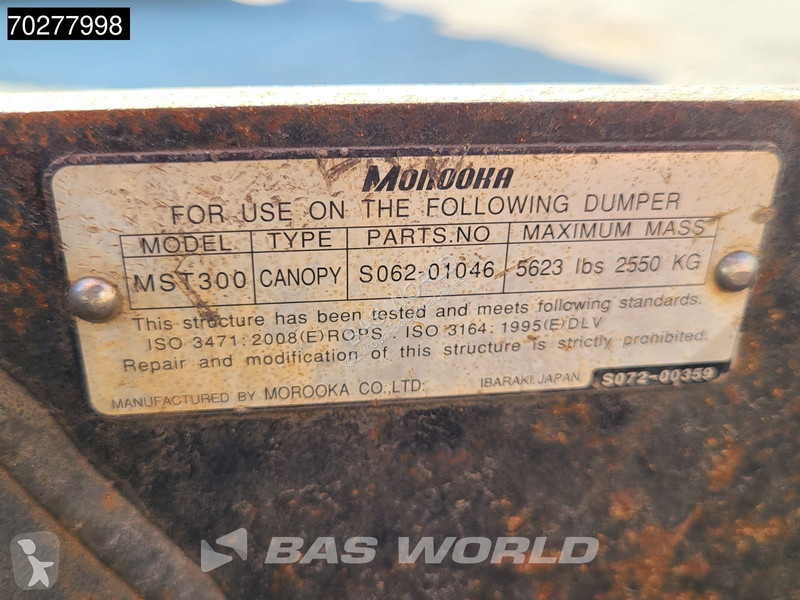 70277998
MOROOKA
FOR USE ON THE FOLLOWING DUMPER
MODEL TYPE PARTS.NO MAXIMUM MASS
MST300 CANOPY S062-01046 5623 lbs 2550 KG
This structure has been tested and meets following standards.
ISO 3471:2008(E)ROPS . ISO 3164:1995(E)DLV
Repair and modification of this structure is strictly prohibited.
MANUFACTURED BY MOROOKA CO.,LTD. IBARAKI, JAPAN S072-00359
BAS WORLD